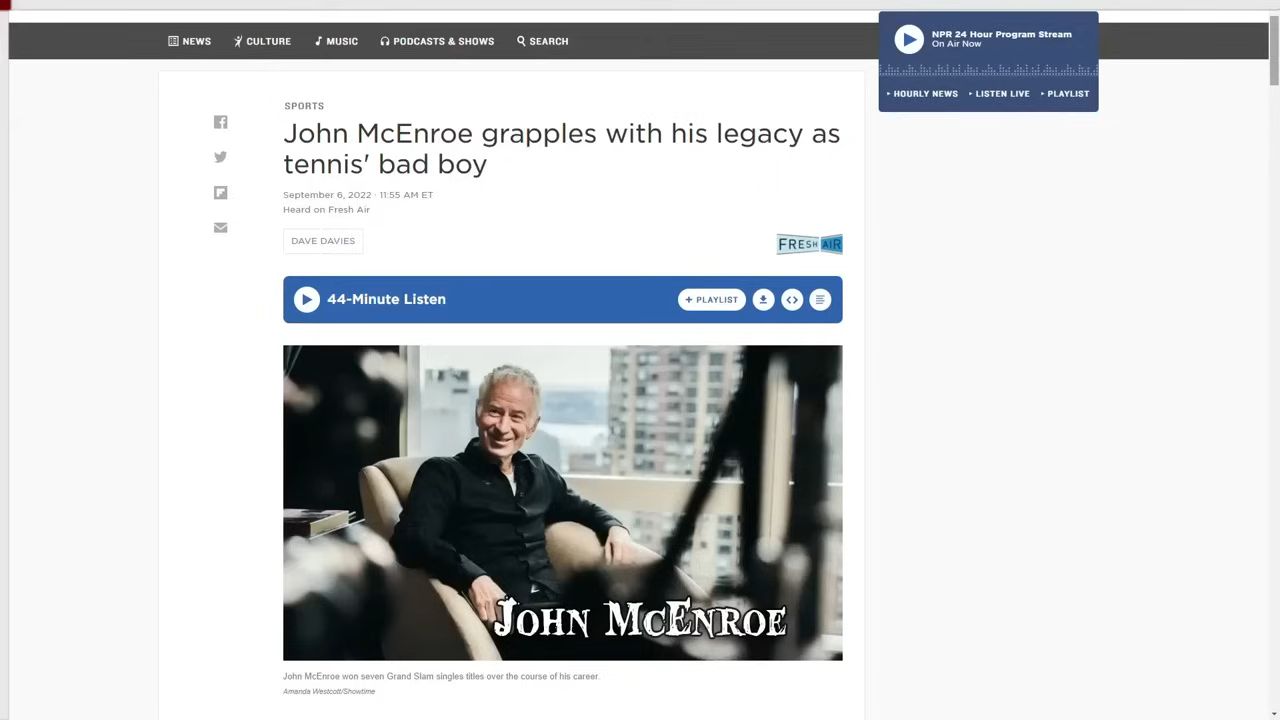 NEWS
CULTURE
MUSIC
PODCASTS & SHOWS
SEARCH
NPR 24 Hour Program Stream
On Air Now
HOURLY NEWS
LISTEN LIVE
PLAYLIST
SPORTS
John McEnroe grapples with his legacy as
tennis' bad boy
September 6, 2022 · 11:55 AM ET
Heard on Fresh Air
DAVE DAVIES
FRESH AIR
44-Minute Listen
+ PLAYLIST
JOHN MCENROE
John McEnroe won seven Grand Slam singles titles over the course of his career.
Amanda Westcott/Showtime